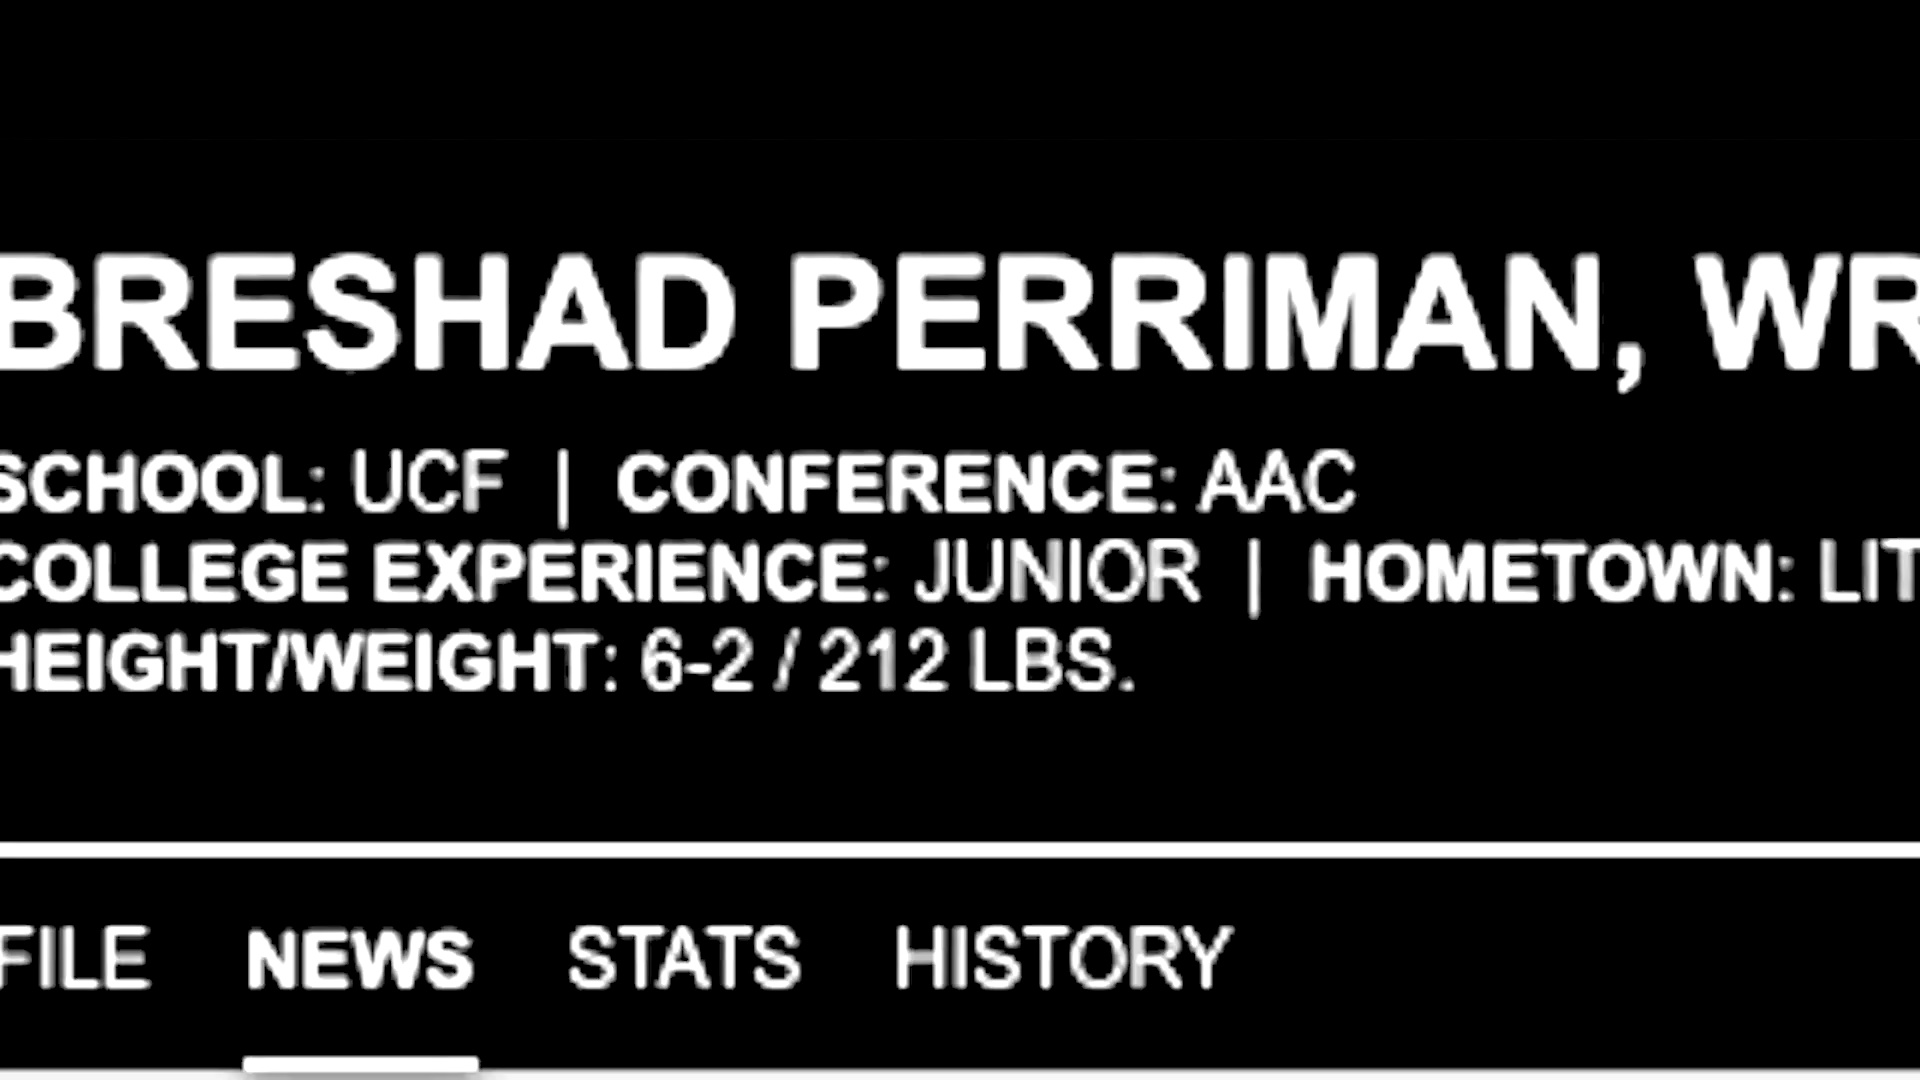 BRESHAD PERRIMAN, WR
SCHOOL: UCF | CONFERENCE: AAC
COLLEGE EXPERIENCE: JUNIOR | HOMETOWN: LIT
HEIGHT/WEIGHT: 6-2 / 212 LBS.
FILE NEWS STATS HISTORY